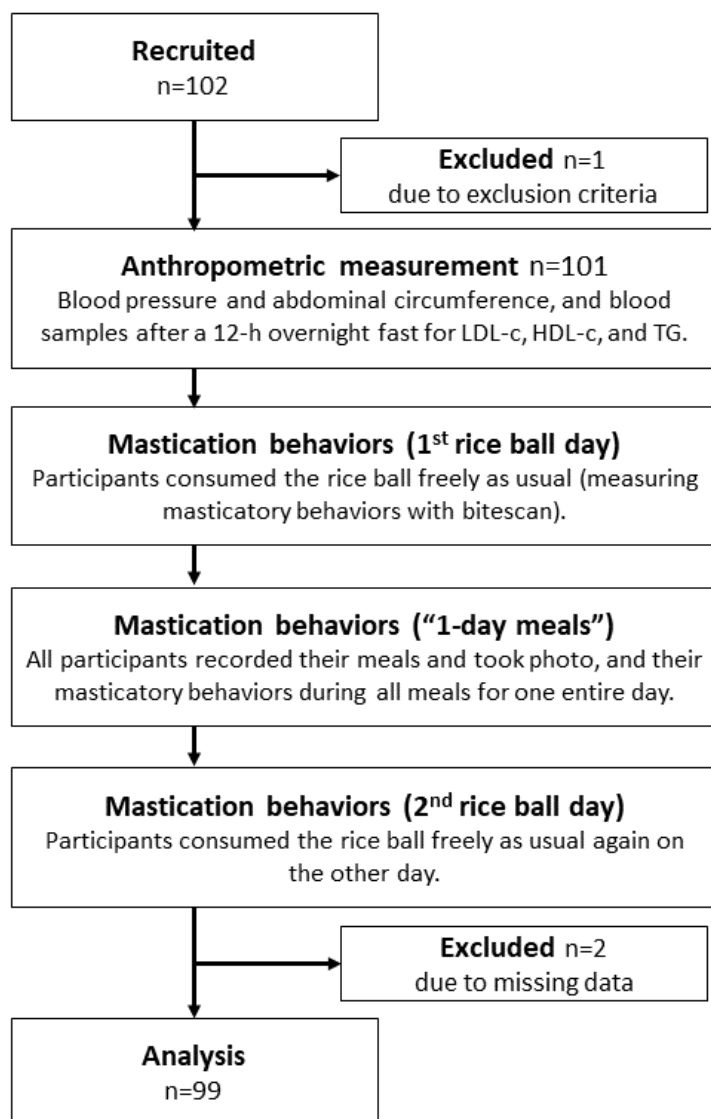 Recruited
n=102
Excluded n=1
due to exclusion criteria
Anthropometric measurement n=101
Blood pressure and abdominal circumference, and blood
samples after a 12-h overnight fast for LDL-c, HDL-c, and TG.
Mastication behaviors (1st rice ball day)
Participants consumed the rice ball freely as usual (measuring
masticatory behaviors with bitescan).
Mastication behaviors (“1-day meals”)
All participants recorded their meals and took photo, and their
masticatory behaviors during all meals for one entire day.
Mastication behaviors (2nd rice ball day)
Participants consumed the rice ball freely as usual again on
the other day.
Excluded n=2
due to missing data
Analysis
n=99